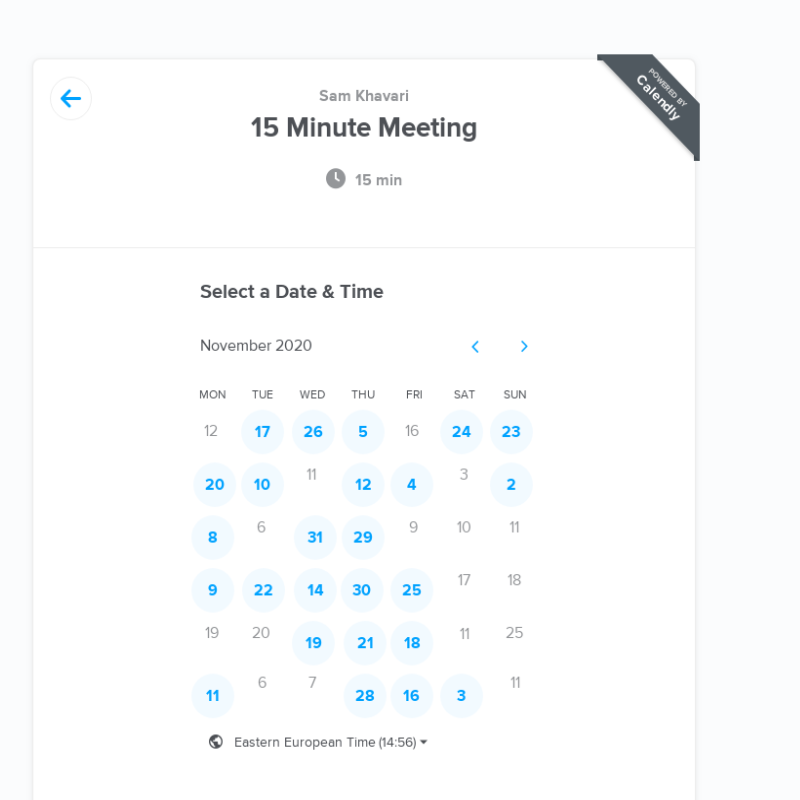 POWERED BY
Calendly
Sam Khavari
15 Minute Meeting
15 min
Select a Date & Time
November 2020
MON TUE WED THU FRI SAT SUN
12 17 26 5 16 24 23
20 10 11 12 4 3 2
8 6 31 29 9 10 11
9 22 14 30 25 17 18
19 20 19 21 18 11 25
11 6 7 28 16 3 11
Eastern European Time (14:56)